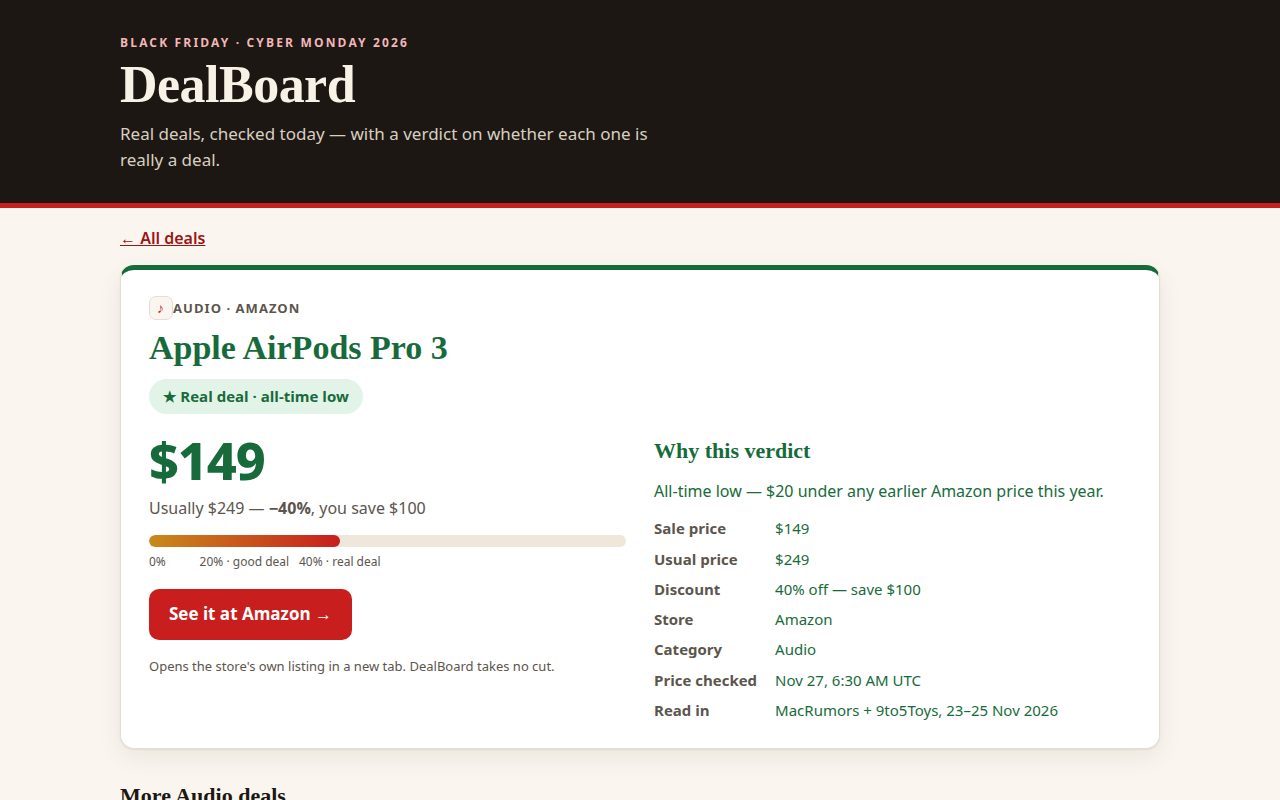 BLACK FRIDAY · CYBER MONDAY 2026
DealBoard
Real deals, checked today — with a verdict on whether each one is
really a deal.
← All deals
♪ AUDIO · AMAZON
Apple AirPods Pro 3
★ Real deal · all-time low
$149
Usually $249 — −40%, you save $100
0% 20% · good deal 40% · real deal
See it at Amazon →
Opens the store's own listing in a new tab. DealBoard takes no cut.
Why this verdict
All-time low — $20 under any earlier Amazon price this year.
Sale price $149
Usual price $249
Discount 40% off — save $100
Store Amazon
Category Audio
Price checked Nov 27, 6:30 AM UTC
Read in MacRumors + 9to5Toys, 23–25 Nov 2026
More Audio deals